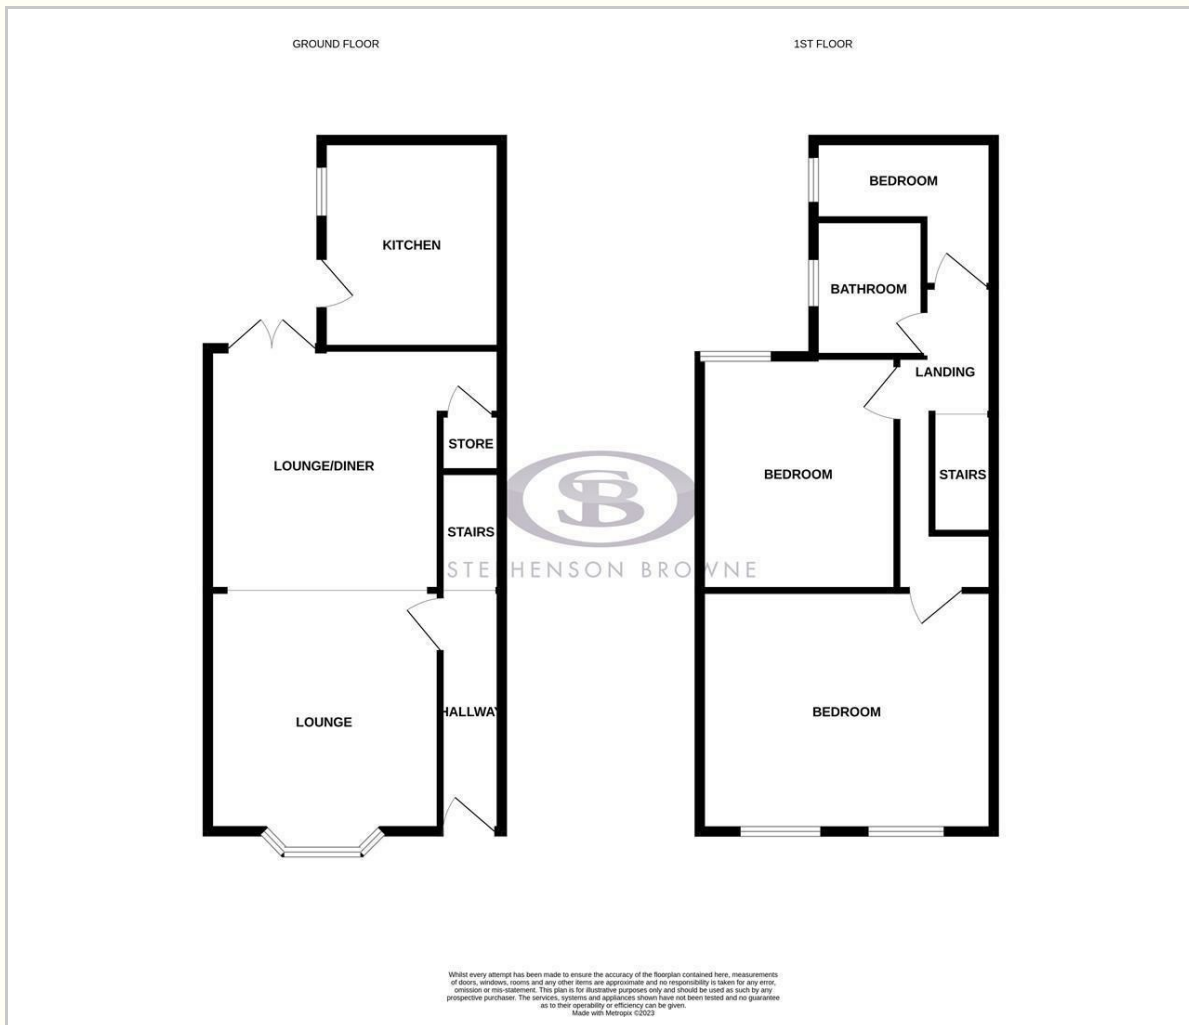 GROUND FLOOR
1ST FLOOR
KITCHEN
LOUNGE/DINER
STORE
STAIRS
LOUNGE
HALLWAY
BEDROOM
BATHROOM
LANDING
BEDROOM
STAIRS
BEDROOM
SB
STEPHENSON BROWNE
Whilst every attempt has been made to ensure the accuracy of the floorplan contained here, measurements
of doors, windows, rooms and any other items are approximate and no responsibility is taken for any error,
omission or mis-statement. This plan is for illustrative purposes only and should be used as such by any
prospective purchaser. The services, systems and appliances shown have not been tested and no guarantee
as to their operability or efficiency can be given.
Made with Metropix ©2023